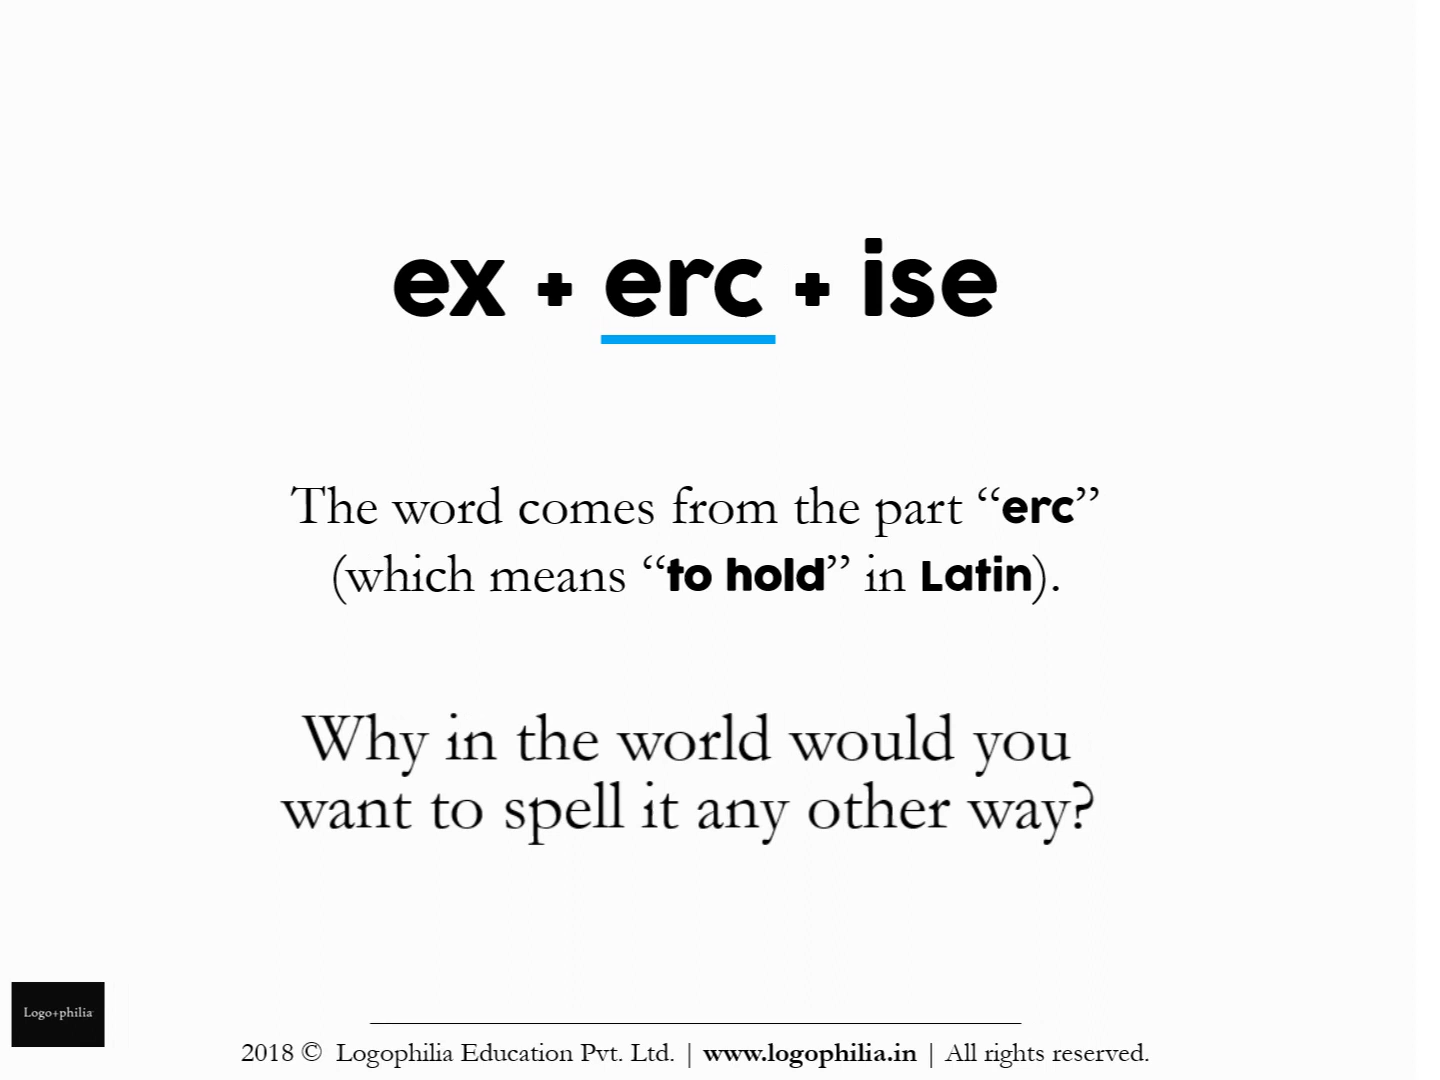 ex + erc + ise
The word comes from the part “erc”
(which means “to hold” in Latin).
Why in the world would you
want to spell it any other way?
Logo+philia
2018 © Logophilia Education Pvt. Ltd. | www.logophilia.in | All rights reserved.